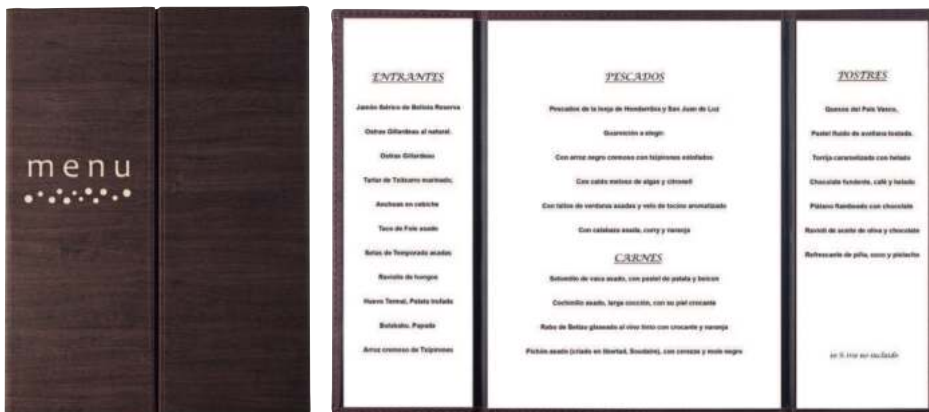 menu
ENTRANTES
Jamón Ibérico de Bellota Reserva
Ostras Gillardeau al natural.
Ostras Gillardeau
Tartar de Txitxarro marinado,
Anchoas en cebiche
Taco de Foie asado
Setas de Temporada asadas
Raviolis de hongos
Huevo Termal, Patata trufada
Papada
Arroz cremoso de Txipirones
PESCADOS
Pescados de la lonja de Hondarribia y San Juan de Luz
Guarnición a elegir:
Con arroz negro cremoso con txipirones estofados
Con caldo meloso de algas y citronell
Con tallos de verduras asadas y velo de tocino aromatizado
Con calabaza asada, curry y naranja
CARNES
Solomillo de vaca asado, con pastel de patata y beicon
Cochinillo asado, larga cocción, con su piel crocante
Rabo de Betizu glaseado al vino tinto con crocante y naranja
Pichón asado (criado en libertad, con cerezas y mole negro
POSTRES
Quesos del País Vasco,
Pastel fluido de avellana tostada.
Torrija caramelizada con helado
Chocolate fondente, café y helado
Plátano flambeado con chocolate
Ravioli de aceite de oliva y chocolate
Refrescante de piña, coco y pistacho
iva no incluido